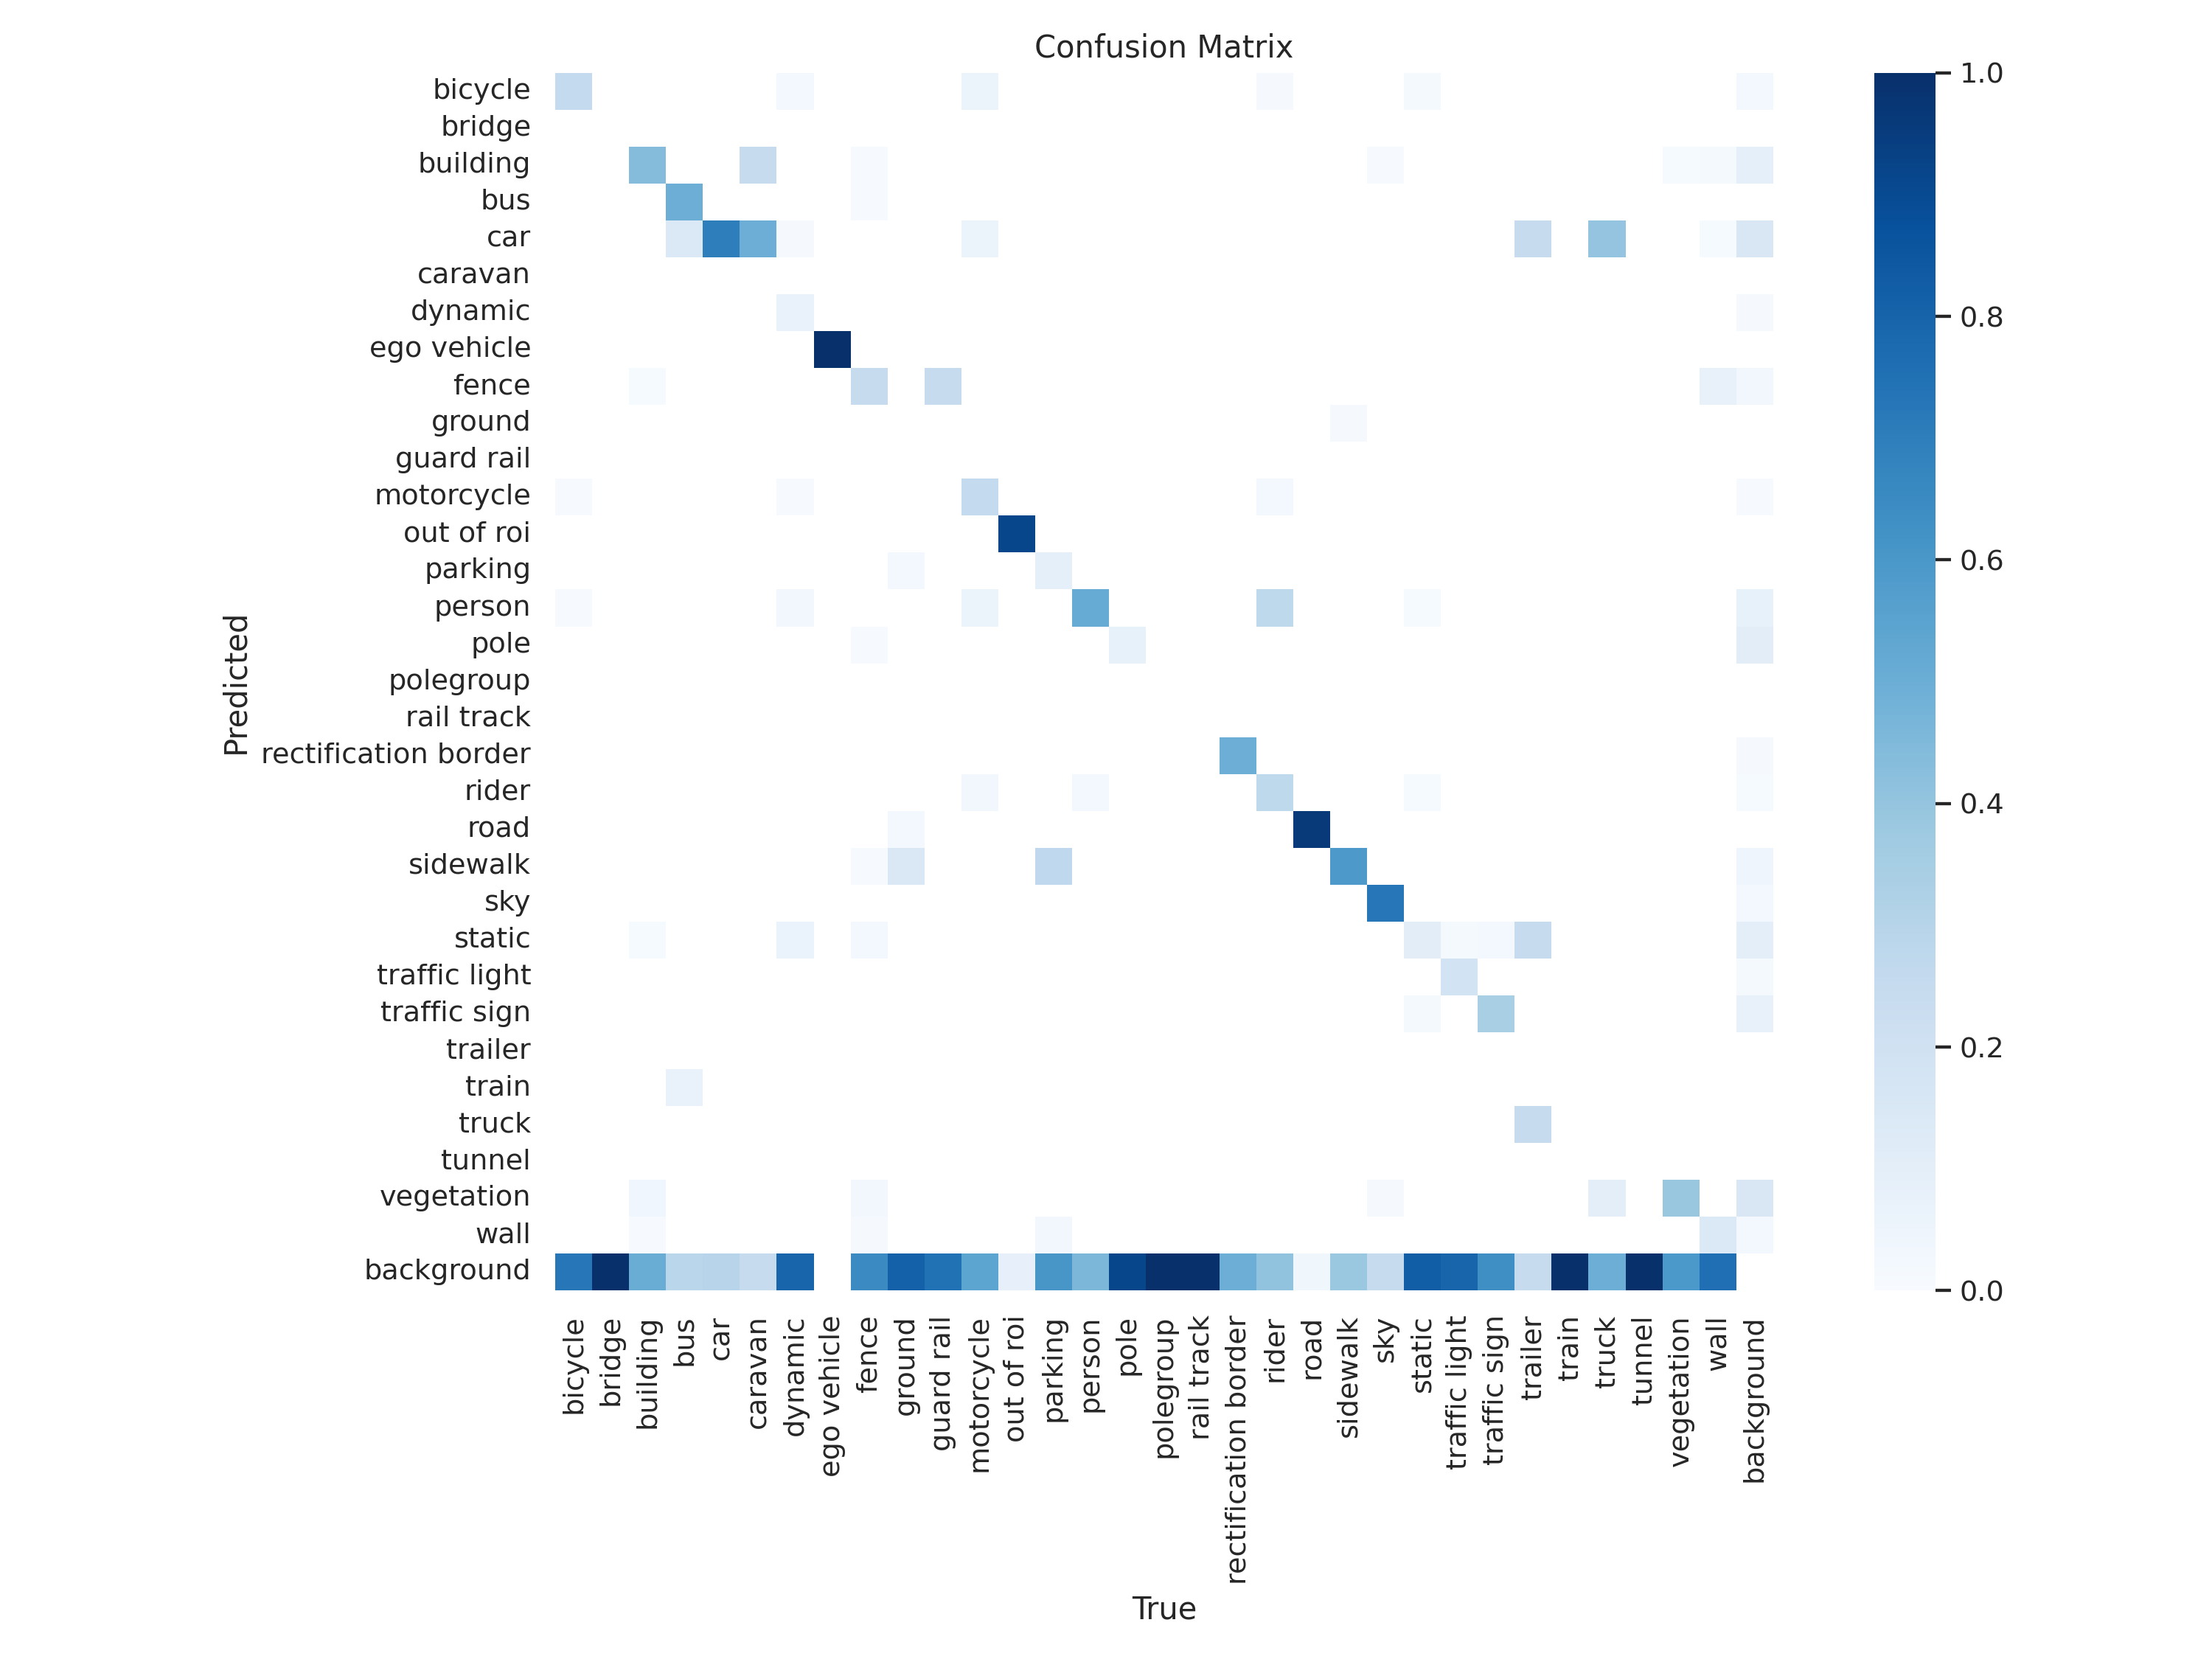 Confusion Matrix
bicycle
bridge
building
bus
car
caravan
dynamic
ego vehicle
fence
ground
guard rail
motorcycle
out of roi
parking
person
pole
polegroup
rail track
rectification border
rider
road
sidewalk
sky
static
traffic light
traffic sign
trailer
train
truck
tunnel
vegetation
wall
background
Predicted
bicycle
bridge
building
bus
car
caravan
dynamic
ego vehicle
fence
ground
guard rail
motorcycle
out of roi
parking
person
pole
polegroup
rail track
rectification border
rider
road
sidewalk
sky
static
traffic light
traffic sign
trailer
train
truck
tunnel
vegetation
wall
background
True
1.0
0.8
0.6
0.4
0.2
0.0